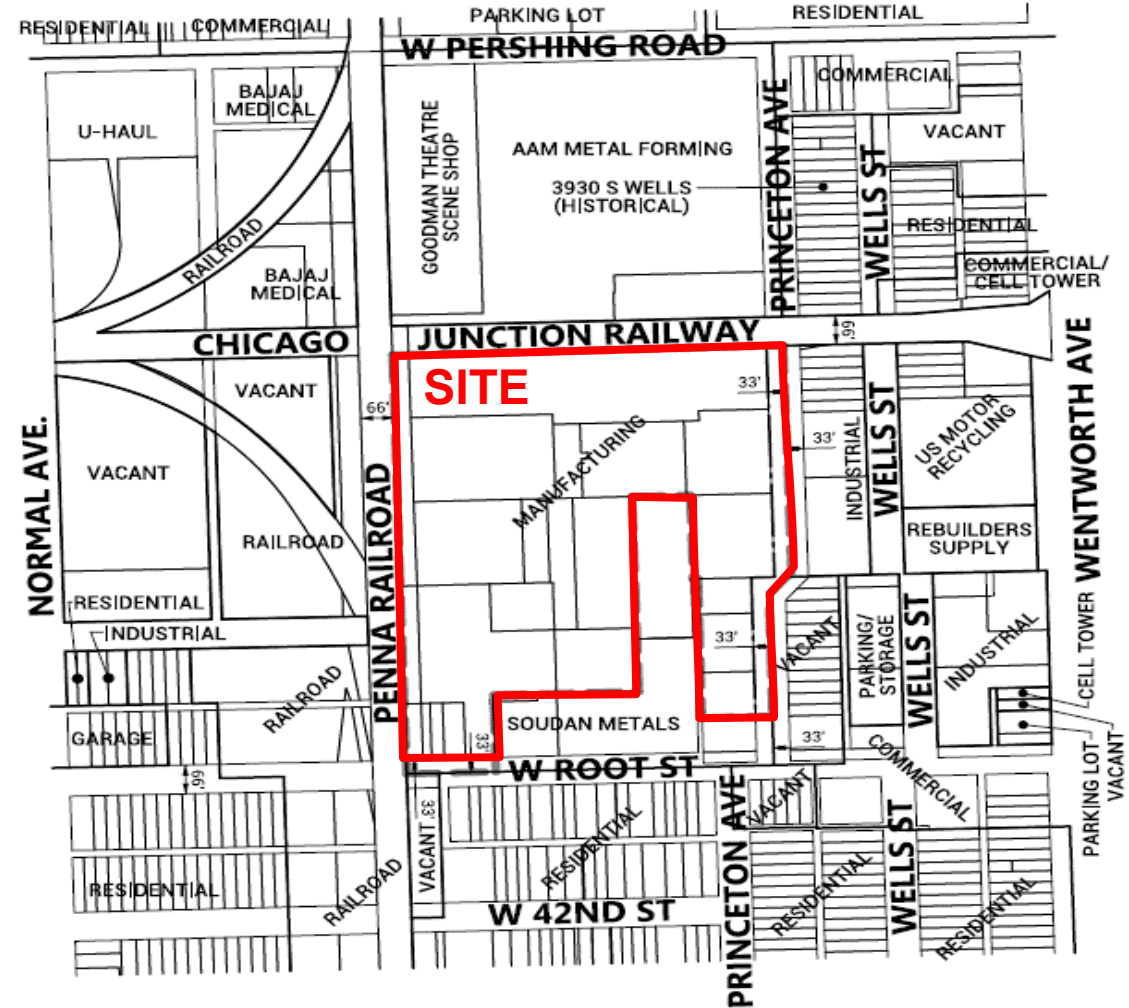 PARKING LOT
RESIDENTIAL
RESIDENTIAL
COMMERCIAL
W PERSHING ROAD
BAJAJ
MEDICAL
U-HAUL
GOODMAN THEATRE
SCENE SHOP
AAM METAL FORMING
3930 S WELLS
(HISTORICAL)
PRINCETON AVE
COMMERCIAL
VACANT
WELLS ST
RESIDENTIAL
COMMERCIAL/
CELL TOWER
RAILROAD
BAJAJ
MEDICAL
CHICAGO
JUNCTION RAILWAY
66'
SITE
VACANT
66'
33'
33'
MANUFACTURING
INDUSTRIAL
WELLS ST
US MOTOR
RECYCLING
WENTWORTH AVE
NORMAL AVE.
VACANT
PENNA RAILROAD
RAILROAD
REBUILDERS
SUPPLY
RESIDENTIAL
INDUSTRIAL
33'
VACANT
PARKING/
STORAGE
WELLS ST
INDUSTRIAL
CELL TOWER
RAILROAD
GARAGE
SOUDAN METALS
33'
33'
COMMERCIAL
PARKING LOT
VACANT
66'
W ROOT ST
VACANT
33'
RESIDENTIAL
PRINCETON AVE
VACANT
WELLS ST
RESIDENTIAL
RAILROAD
RESIDENTIAL
RESIDENTIAL
W 42ND ST